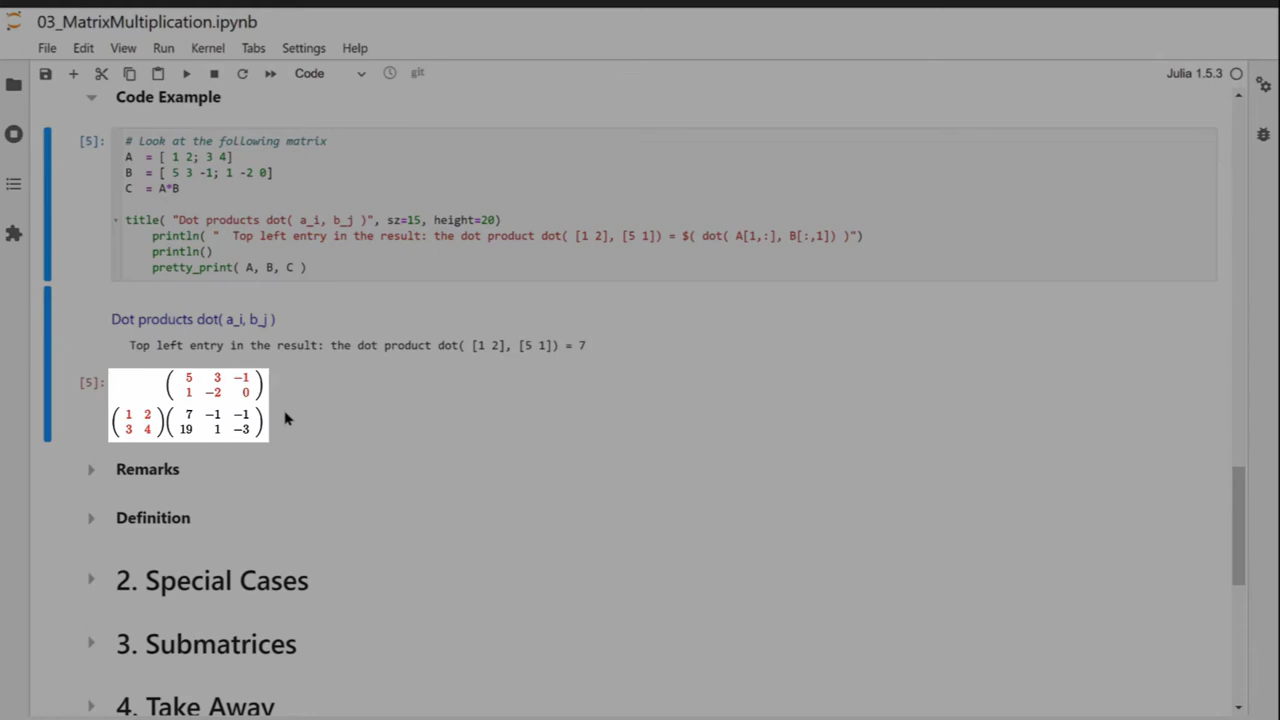 03_MatrixMultiplication.ipynb
File Edit View Run Kernel Tabs Settings Help
Code git Julia 1.5.3
Code Example
[5]: # Look at the following matrix
A = [ 1 2; 3 4]
B = [ 5 3 -1; 1 -2 0]
C = A*B
title( "Dot products dot( a_i, b_j )", sz=15, height=20)
println( " Top left entry in the result: the dot product dot( [1 2], [5 1]) = $( dot( A[1,:], B[:,1]) )")
println()
pretty_print( A, B, C )
Dot products dot( a_i, b_j )
Top left entry in the result: the dot product dot( [1 2], [5 1]) = 7
[5]: ( 5 3 −1
1 −2 0 )
( 1 2 ) ( 7 −1 −1
3 4 19 1 −3 )
Remarks
Definition
2. Special Cases
3. Submatrices
4. Take Away